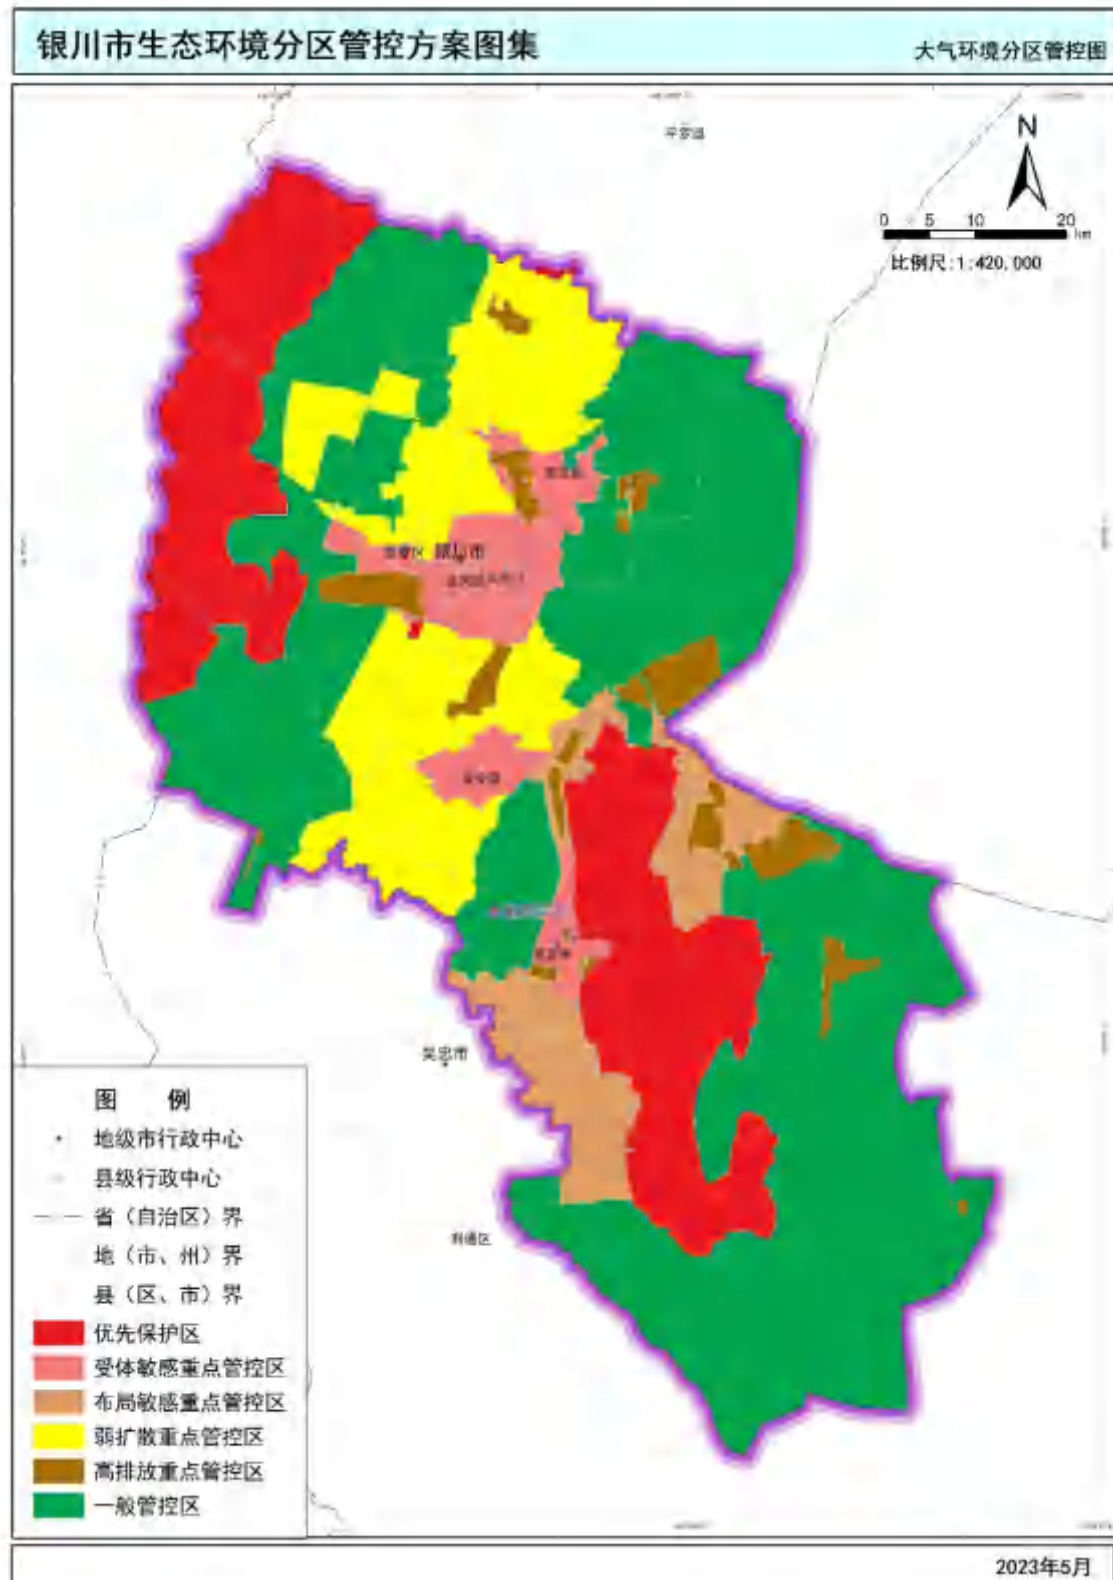 银川市生态环境分区管控方案图集
大气环境分区管控图
平罗县
N
0 5 10 20
km
比例尺:1:420,000
银川市
吴忠市
利通区
图 例
地级市行政中心
县级行政中心
省（自治区）界
地（市、州）界
县（区、市）界
优先保护区
受体敏感重点管控区
布局敏感重点管控区
弱扩散重点管控区
高排放重点管控区
一般管控区
2023年5月